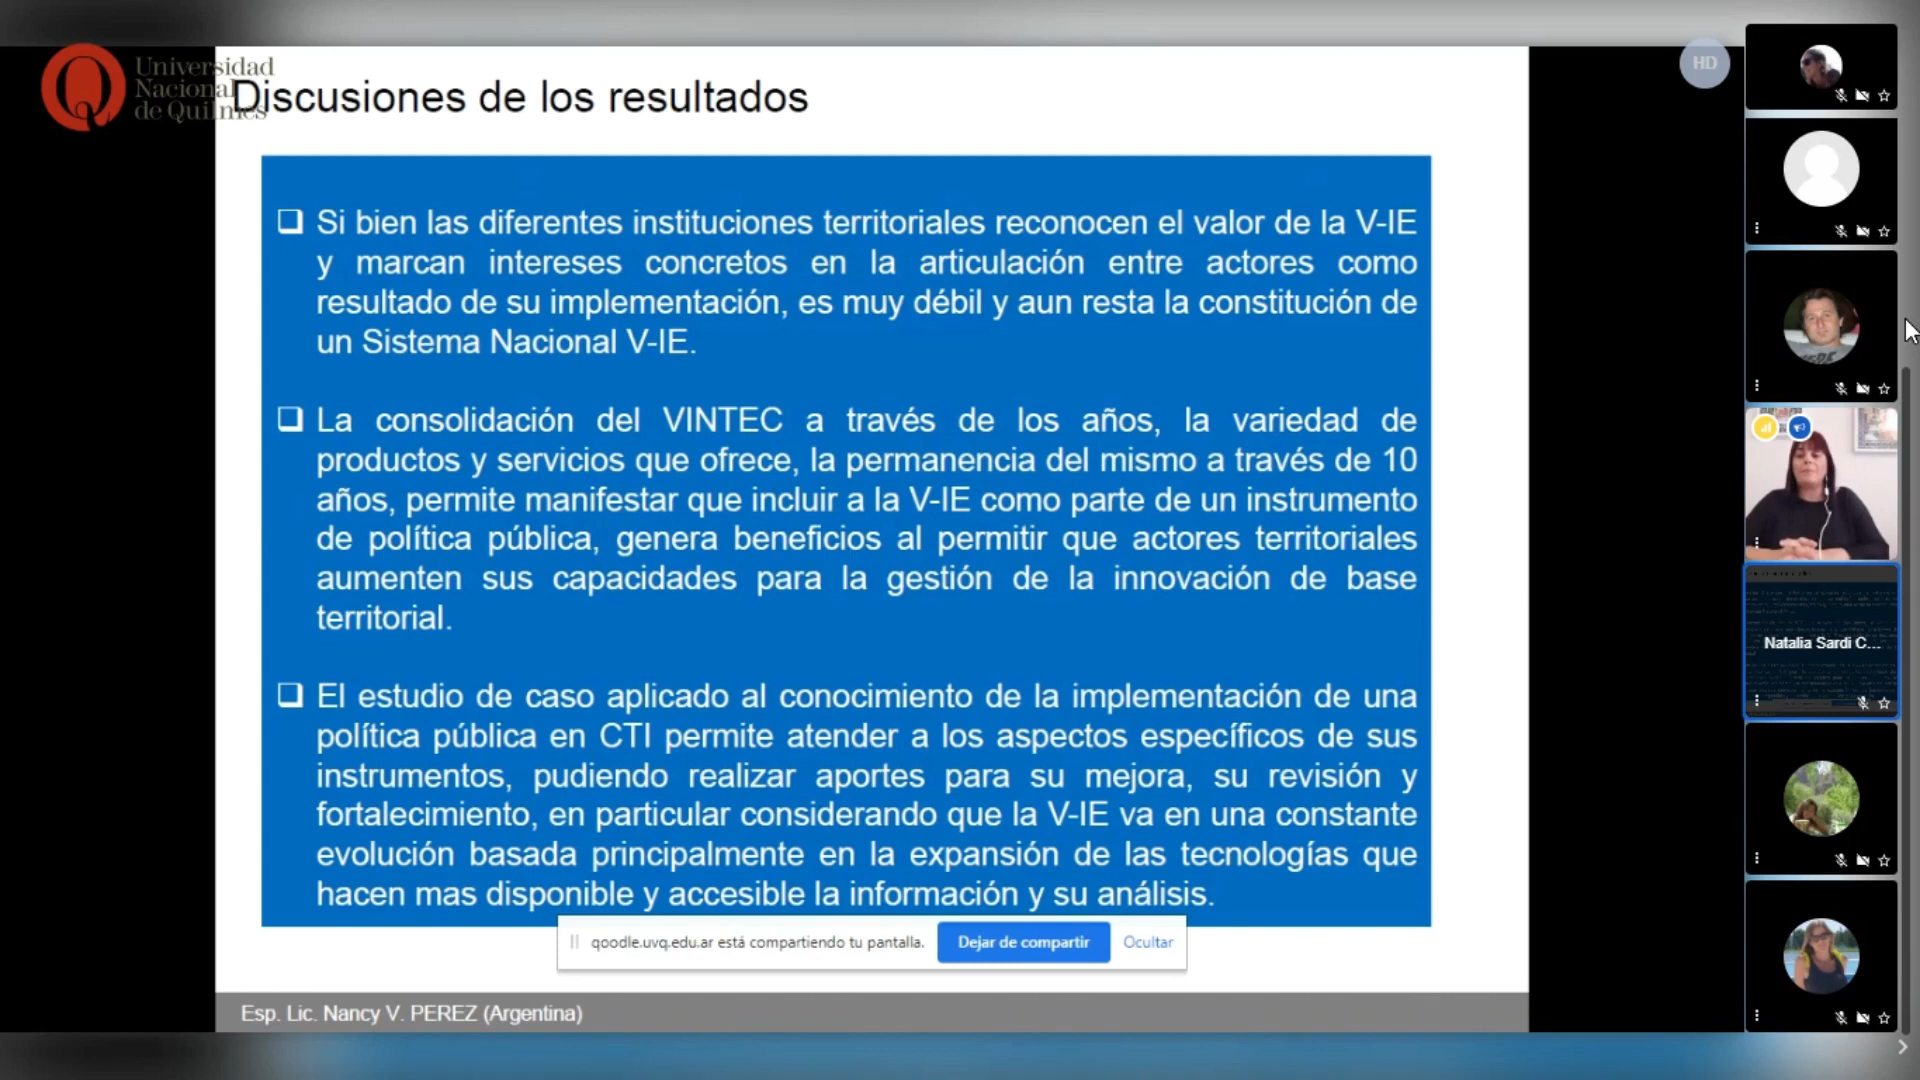 Universidad
Nacional
de Quilmes
Discusiones de los resultados
HD
Si bien las diferentes instituciones territoriales reconocen el valor de la V-IE
y marcan intereses concretos en la articulación entre actores como
resultado de su implementación, es muy débil y aun resta la constitución de
un Sistema Nacional V-IE.
La consolidación del VINTEC a través de los años, la variedad de
productos y servicios que ofrece, la permanencia del mismo a través de 10
años, permite manifestar que incluir a la V-IE como parte de un instrumento
de política pública, genera beneficios al permitir que actores territoriales
aumenten sus capacidades para la gestión de la innovación de base
territorial.
El estudio de caso aplicado al conocimiento de la implementación de una
política pública en CTI permite atender a los aspectos específicos de sus
instrumentos, pudiendo realizar aportes para su mejora, su revisión y
fortalecimiento, en particular considerando que la V-IE va en una constante
evolución basada principalmente en la expansión de las tecnologías que
hacen mas disponible y accesible la información y su análisis.
qoodle.uvq.edu.ar está compartiendo tu pantalla.
Dejar de compartir
Ocultar
Esp. Lic. Nancy V. PEREZ (Argentina)
Natalia Sardi C...